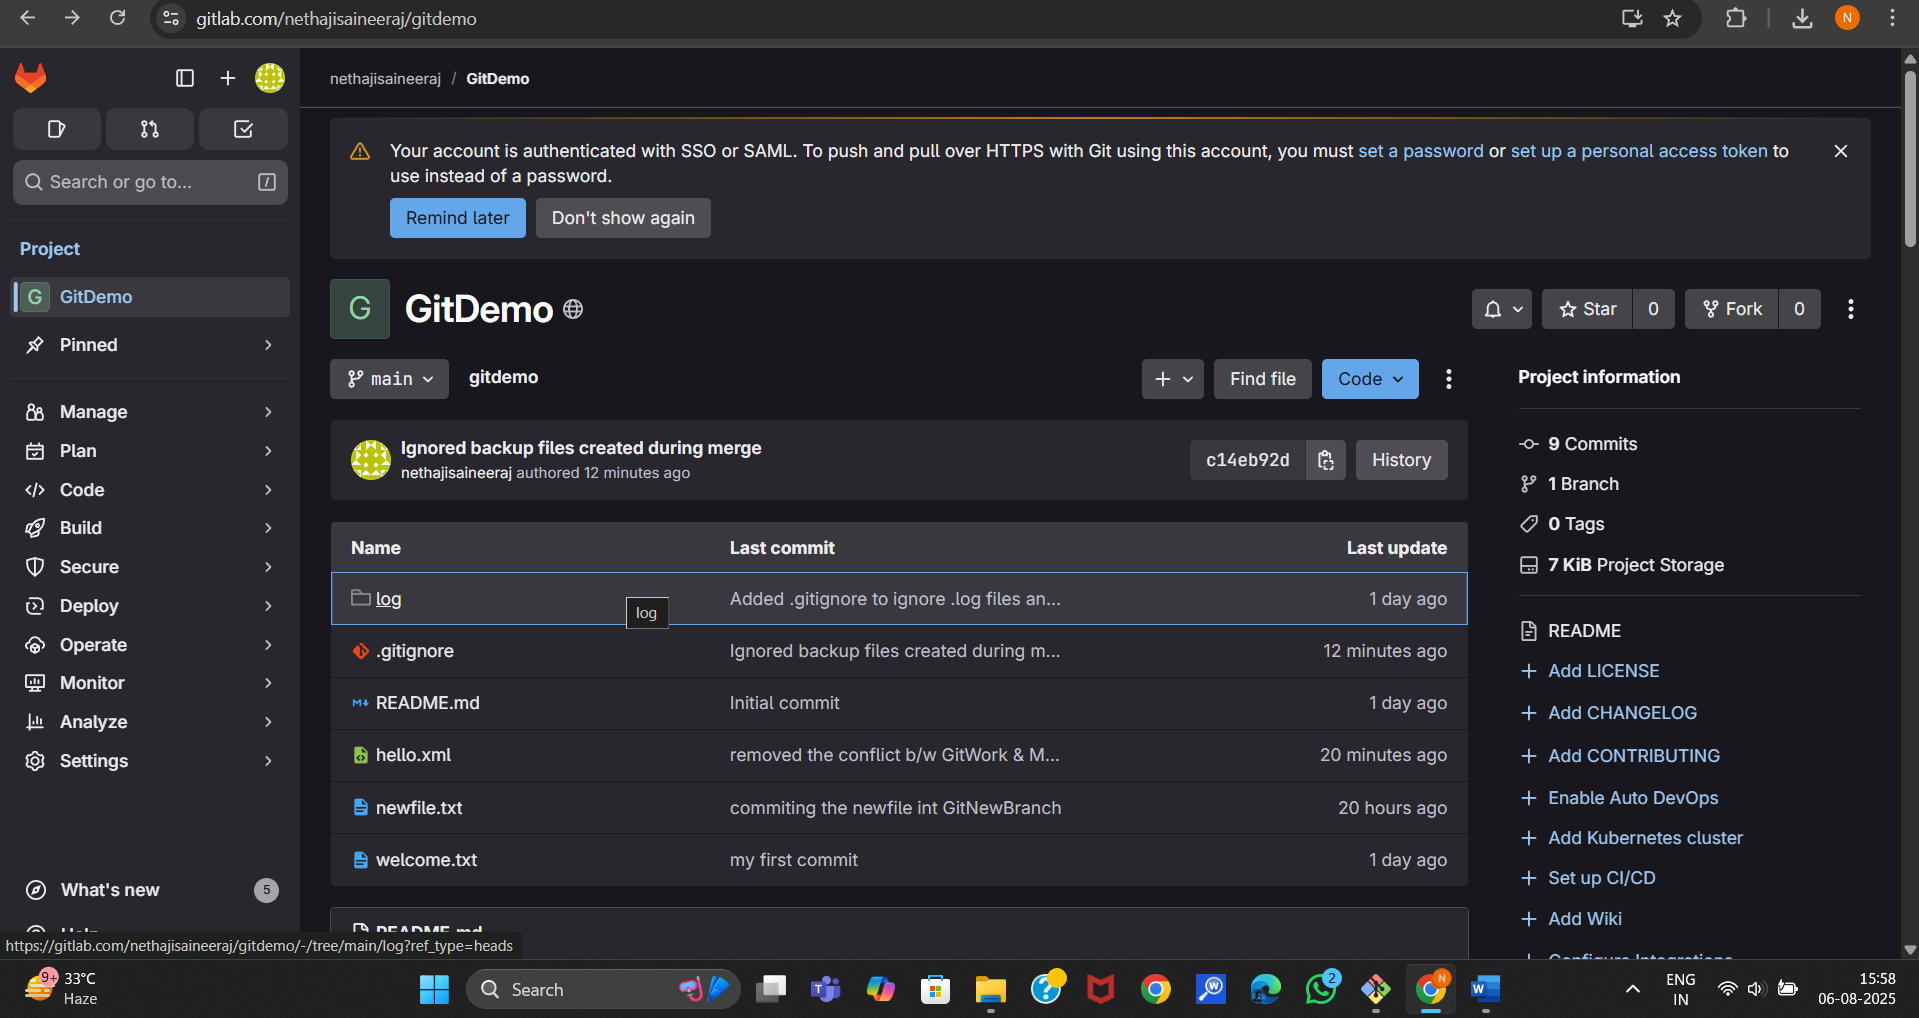 gitlab.com/nethajisaineeraj/gitdemo
N
nethajisaineeraj / GitDemo
Search or go to...
/
Project
G GitDemo
Pinned
Manage
Plan
Code
Build
Secure
Deploy
Operate
Monitor
Analyze
Settings
What's new 5
Help
https://gitlab.com/nethajisaineeraj/gitdemo/-/tree/main/log?ref_type=heads
Your account is authenticated with SSO or SAML. To push and pull over HTTPS with Git using this account, you must set a password or set up a personal access token to
use instead of a password.
Remind later Don't show again
G GitDemo
Star 0 Fork 0
main gitdemo Find file Code
Ignored backup files created during merge
nethajisaineeraj authored 12 minutes ago
c14eb92d History
Name Last commit Last update
log Added .gitignore to ignore .log files an... 1 day ago
log
.gitignore Ignored backup files created during m... 12 minutes ago
README.md Initial commit 1 day ago
hello.xml removed the conflict b/w GitWork & M... 20 minutes ago
newfile.txt commiting the newfile int GitNewBranch 20 hours ago
welcome.txt my first commit 1 day ago
README.md
Project information
9 Commits
1 Branch
0 Tags
7 KiB Project Storage
README
Add LICENSE
Add CHANGELOG
Add CONTRIBUTING
Enable Auto DevOps
Add Kubernetes cluster
Set up CI/CD
Add Wiki
Configure Integrations
9+
33°C
Haze
Search
2
N
ENG
IN
15:58
06-08-2025